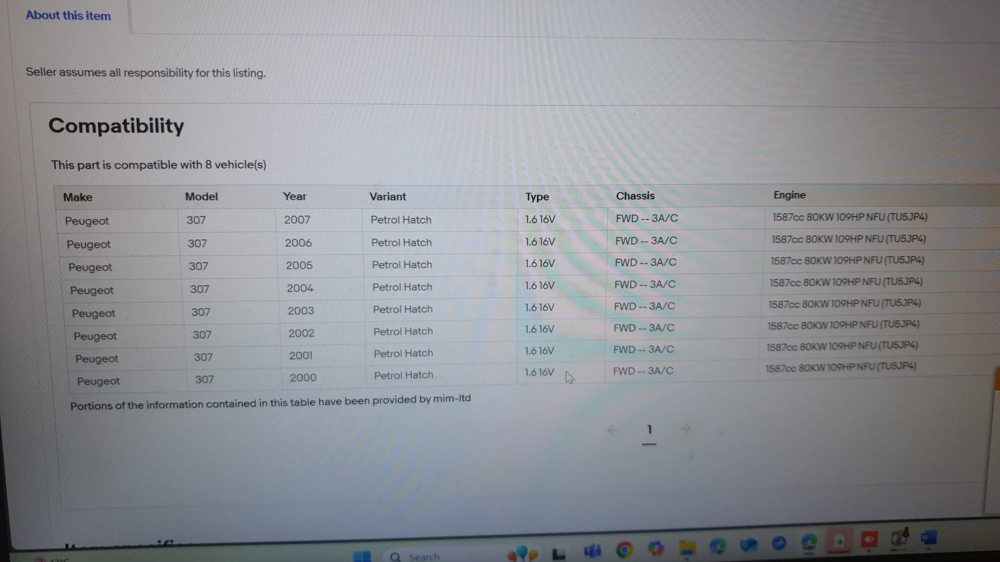 About this item
Seller assumes all responsibility for this listing.
Compatibility
This part is compatible with 8 vehicle(s)
Make Model Year Variant Type Chassis Engine
Peugeot 307 2007 Petrol Hatch 1.6 16V FWD -- 3A/C 1587cc 80KW 109HP NFU (TU5JP4)
Peugeot 307 2006 Petrol Hatch 1.6 16V FWD -- 3A/C 1587cc 80KW 109HP NFU (TU5JP4)
Peugeot 307 2005 Petrol Hatch 1.6 16V FWD -- 3A/C 1587cc 80KW 109HP NFU (TU5JP4)
Peugeot 307 2004 Petrol Hatch 1.6 16V FWD -- 3A/C 1587cc 80KW 109HP NFU (TU5JP4)
Peugeot 307 2003 Petrol Hatch 1.6 16V FWD -- 3A/C 1587cc 80KW 109HP NFU (TU5JP4)
Peugeot 307 2002 Petrol Hatch 1.6 16V FWD -- 3A/C 1587cc 80KW 109HP NFU (TU5JP4)
Peugeot 307 2001 Petrol Hatch 1.6 16V FWD -- 3A/C 1587cc 80KW 109HP NFU (TU5JP4)
Peugeot 307 2000 Petrol Hatch 1.6 16V FWD -- 3A/C 1587cc 80KW 109HP NFU (TU5JP4)
Portions of the information contained in this table have been provided by mim-ltd
1
Search